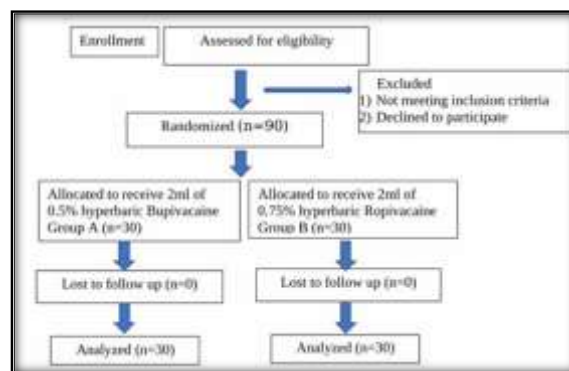 Enrollment
Assessed for eligibility
Excluded
1) Not meeting inclusion criteria
2) Declined to participate
Randomized (n=90)
Allocated to receive 2ml of
0.5% hyperbaric Bupivacaine
Group A (n=30)
Allocated to receive 2ml of
0.75% hyperbaric Ropivacaine
Group B (n=30)
Lost to follow up (n=0)
Lost to follow up (n=0)
Analyzed (n=30)
Analyzed (n=30)